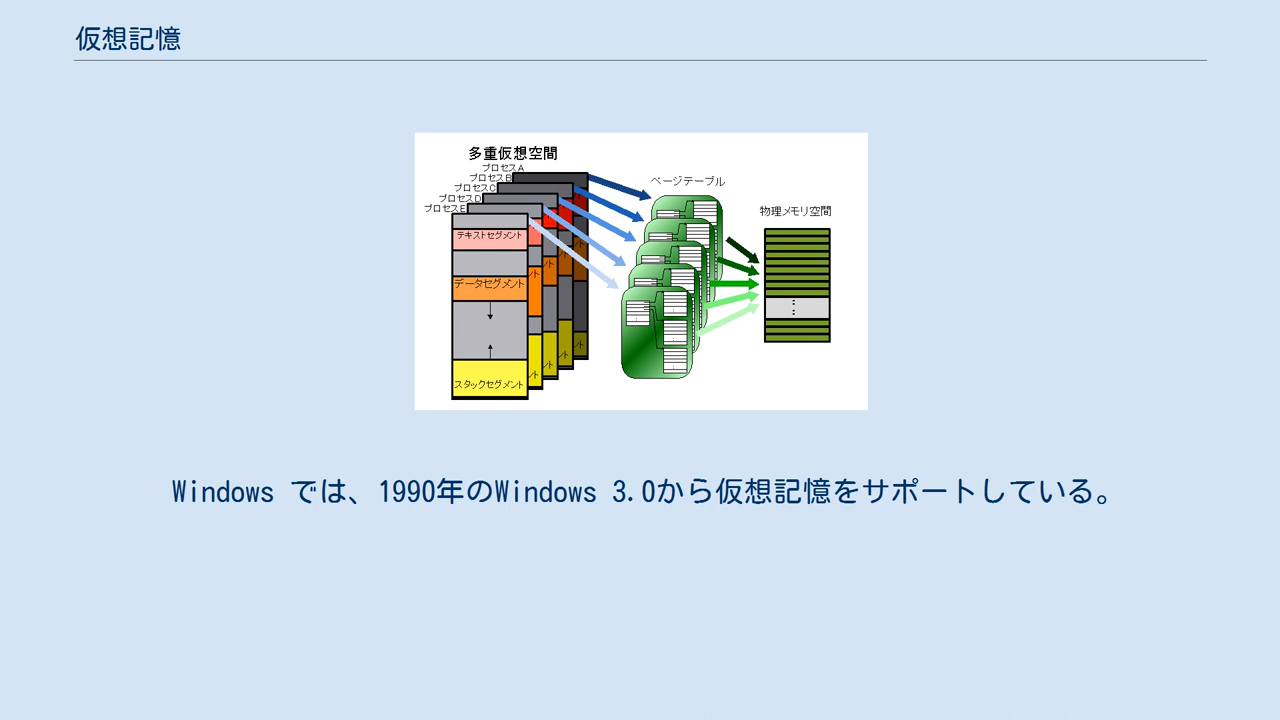 仮想記憶
多重仮想空間
プロセスA
プロセスB
プロセスC
プロセスD
プロセスE
ページテーブル
物理メモリ空間
テキストセグメント
データセグメント
スタックセグメント
Windows では、1990年のWindows 3.0から仮想記憶をサポートしている。